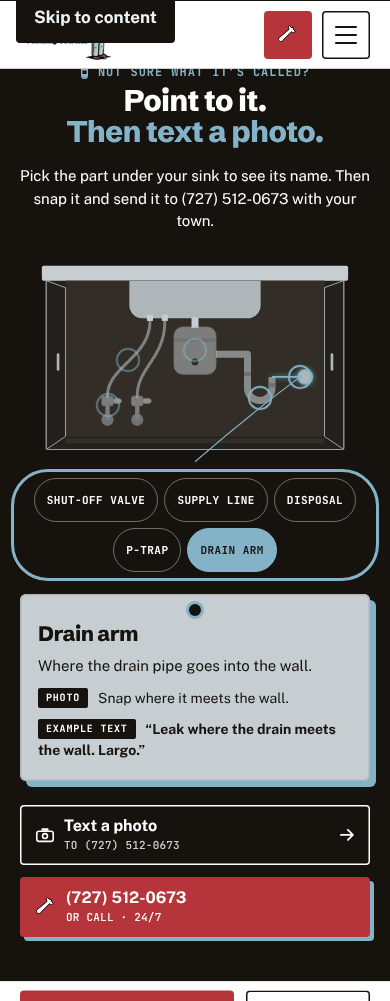 Skip to content
NOT SURE WHAT IT'S CALLED?
Point to it.
Then text a photo.
Pick the part under your sink to see its name. Then
snap it and send it to (727) 512-0673 with your
town.
SHUT-OFF VALVE
SUPPLY LINE
DISPOSAL
P-TRAP
DRAIN ARM
Drain arm
Where the drain pipe goes into the wall.
PHOTO Snap where it meets the wall.
EXAMPLE TEXT “Leak where the drain meets
the wall. Largo.”
Text a photo
TO (727) 512-0673
(727) 512-0673
OR CALL · 24/7